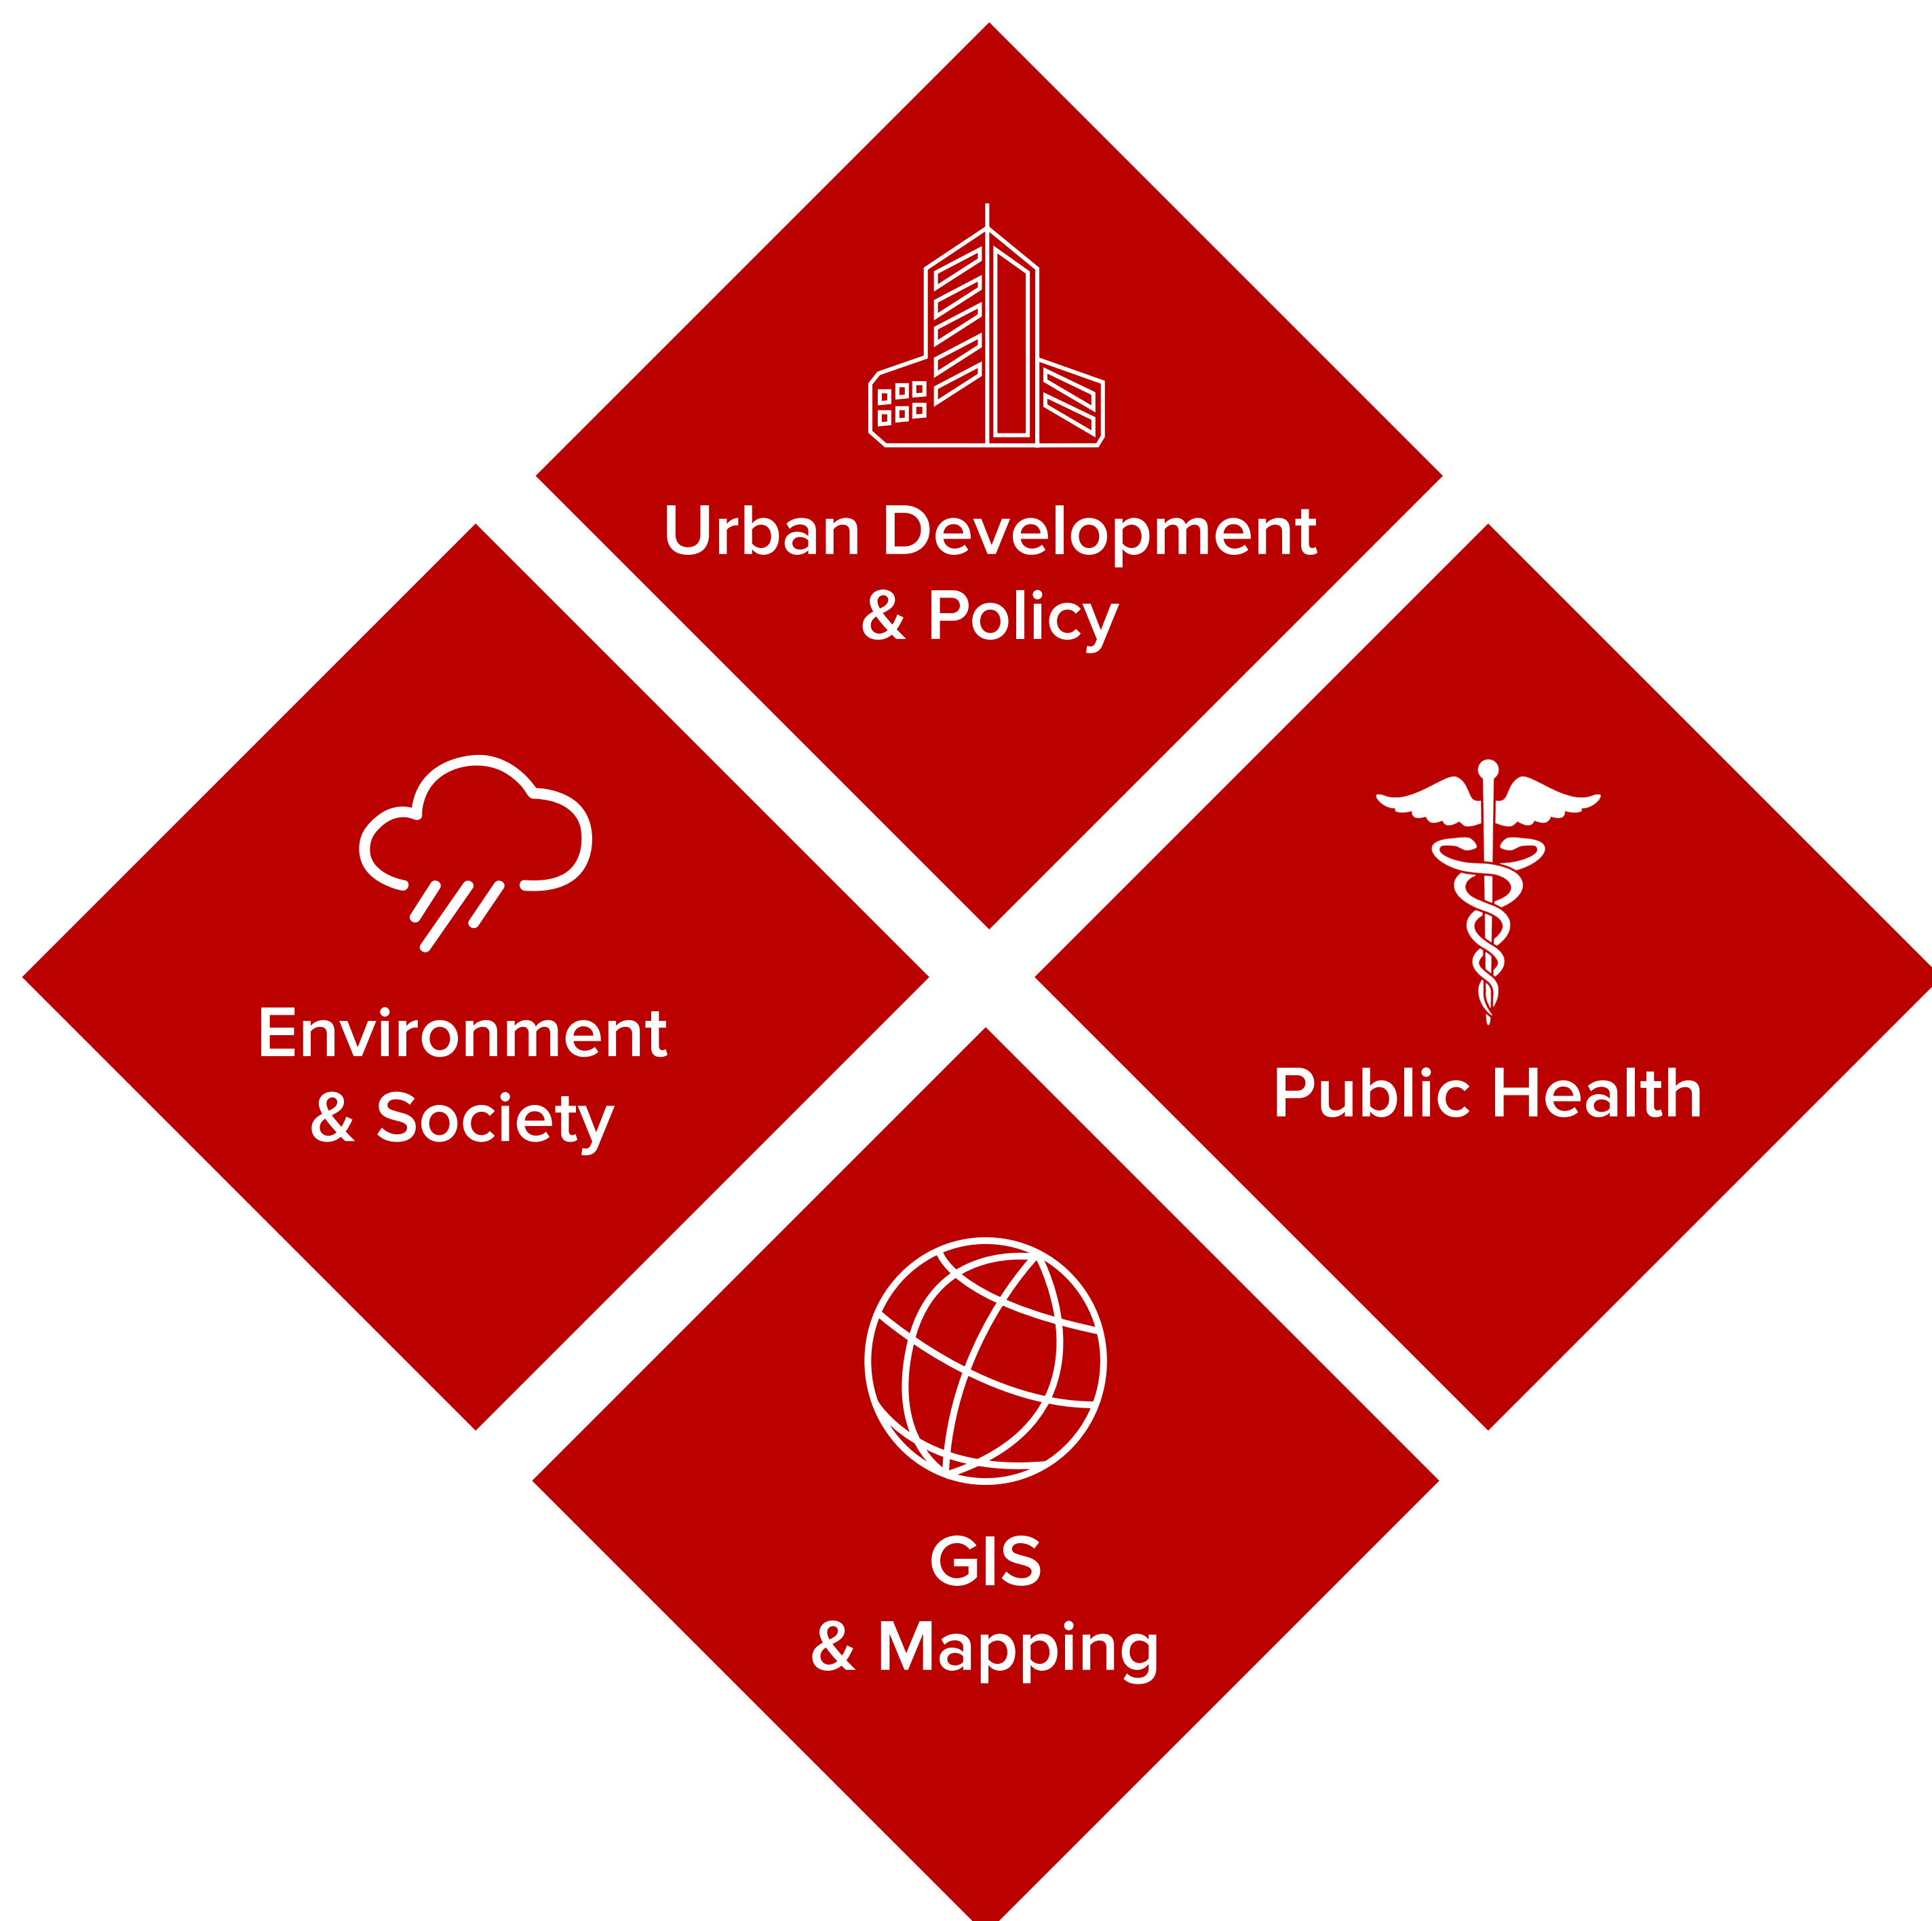 Urban Development
& Policy
Environment
& Society
Public Health
GIS
& Mapping